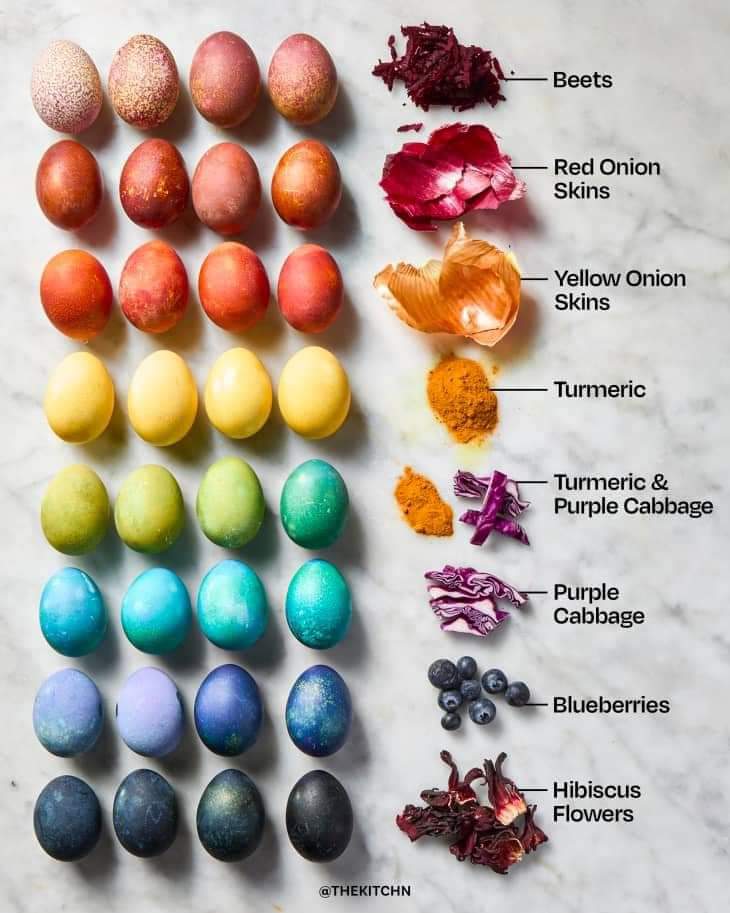 Beets
Red Onion
Skins
Yellow Onion
Skins
Turmeric
Turmeric &
Purple Cabbage
Purple
Cabbage
Blueberries
Hibiscus
Flowers
@THEKITCHN